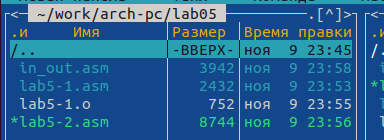 <─ ~/work/arch-pc/lab05 ─.[^]>
.и Имя Размер Время правки
/.. -ВВЕРХ- ноя 9 23:45
in_out.asm 3942 ноя 9 23:58
lab5-1.asm 2432 ноя 9 23:53
lab5-1.o 752 ноя 9 23:55
*lab5-2.asm 8744 ноя 9 23:56